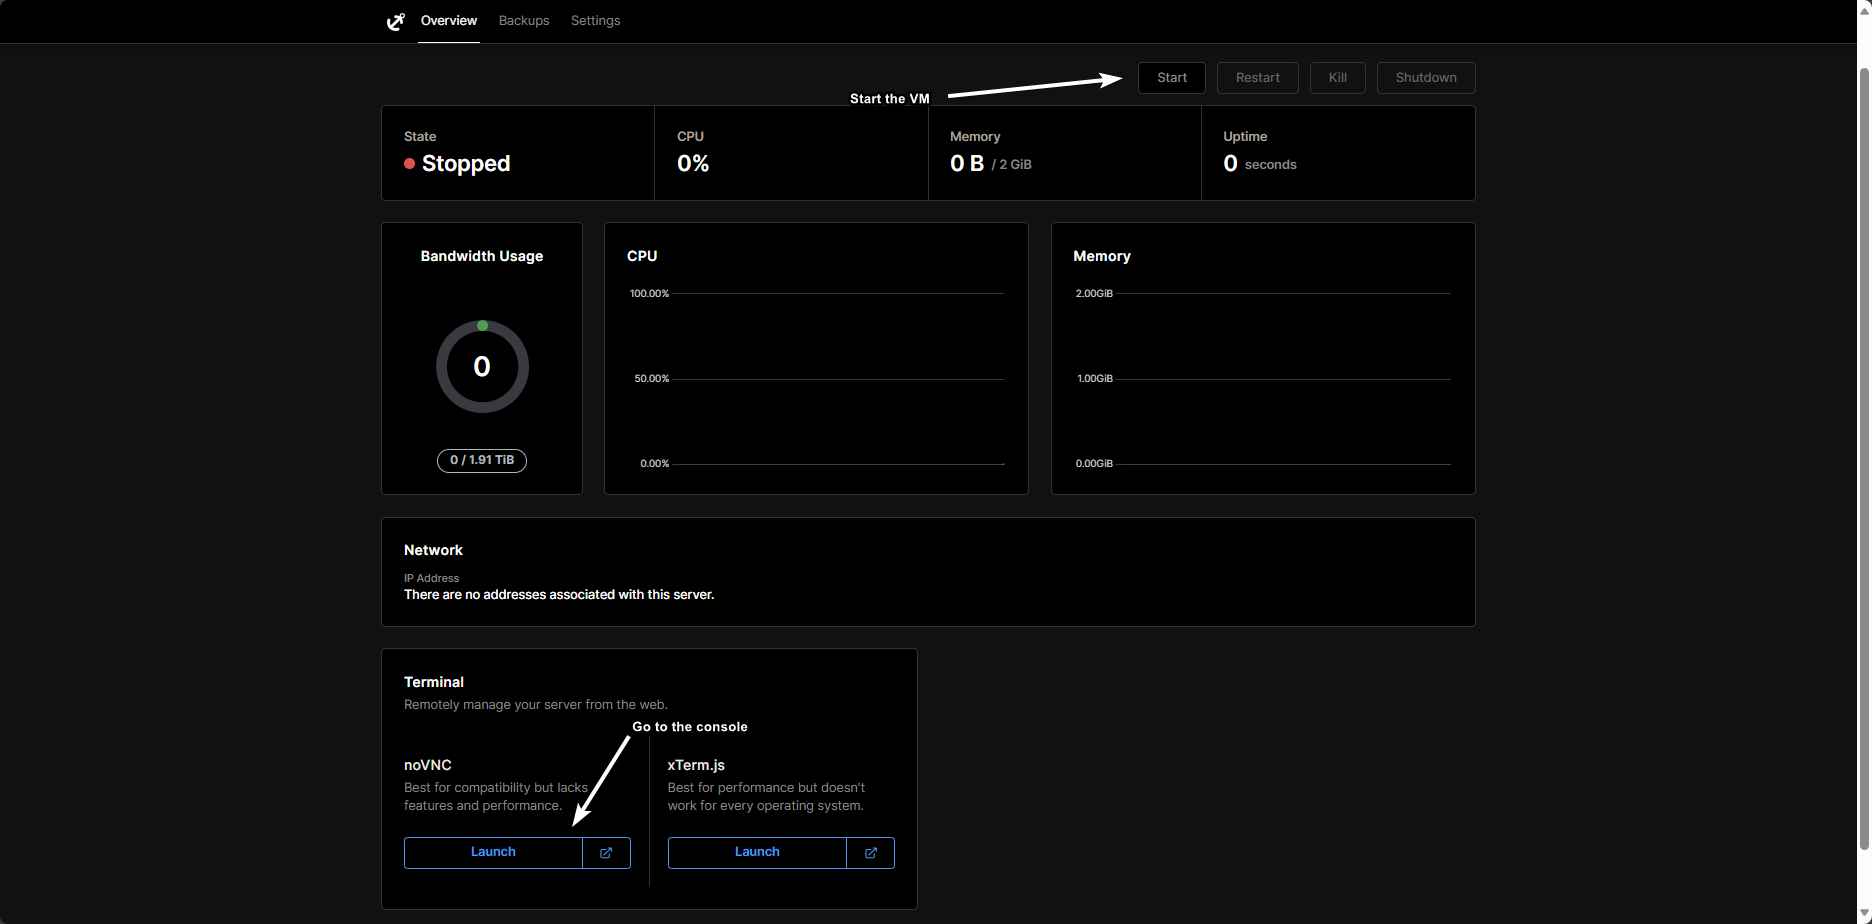 Overview Backups Settings
Start Restart Kill Shutdown
Start the VM
State CPU Memory Uptime
Stopped 0% 0 B / 2 GiB 0 seconds
Bandwidth Usage
0
0 / 1.91 TiB
CPU
100.00%
50.00%
0.00%
Memory
2.00GiB
1.00GiB
0.00GiB
Network
IP Address
There are no addresses associated with this server.
Terminal
Remotely manage your server from the web.
Go to the console
noVNC
Best for compatibility but lacks
features and performance.
Launch
xTerm.js
Best for performance but doesn't
work for every operating system.
Launch